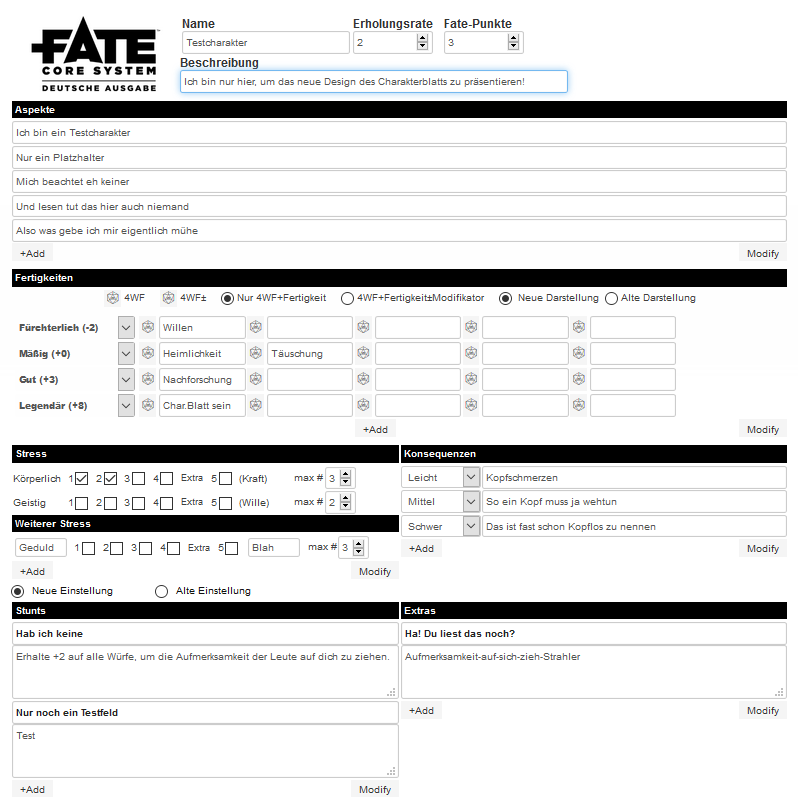 FATE™
CORE SYSTEM
DEUTSCHE AUSGABE
Name Erholungsrate Fate-Punkte
Testcharakter 2 3
Beschreibung
Ich bin nur hier, um das neue Design des Charakterblatts zu präsentieren!
Aspekte
Ich bin ein Testcharakter
Nur ein Platzhalter
Mich beachtet eh keiner
Und lesen tut das hier auch niemand
Also was gebe ich mir eigentlich mühe
+Add Modify
Fertigkeiten
4WF 4WF± Nur 4WF+Fertigkeit 4WF+Fertigkeit±Modifikator Neue Darstellung Alte Darstellung
Fürchterlich (-2) Willen
Mäßig (+0) Heimlichkeit Täuschung
Gut (+3) Nachforschung
Legendär (+8) Char.Blatt sein
+Add Modify
Stress
Körperlich 1 2 3 4 Extra 5 (Kraft) max # 3
Geistig 1 2 3 4 Extra 5 (Wille) max # 2
Weiterer Stress
Geduld 1 2 3 4 Extra 5 Blah max # 3
+Add Modify
Neue Einstellung Alte Einstellung
Konsequenzen
Leicht Kopfschmerzen
Mittel So ein Kopf muss ja wehtun
Schwer Das ist fast schon Kopflos zu nennen
+Add Modify
Stunts
Hab ich keine
Erhalte +2 auf alle Würfe, um die Aufmerksamkeit der Leute auf dich zu ziehen.
Nur noch ein Testfeld
Test
+Add Modify
Extras
Ha! Du liest das noch?
Aufmerksamkeit-auf-sich-zieh-Strahler
+Add Modify